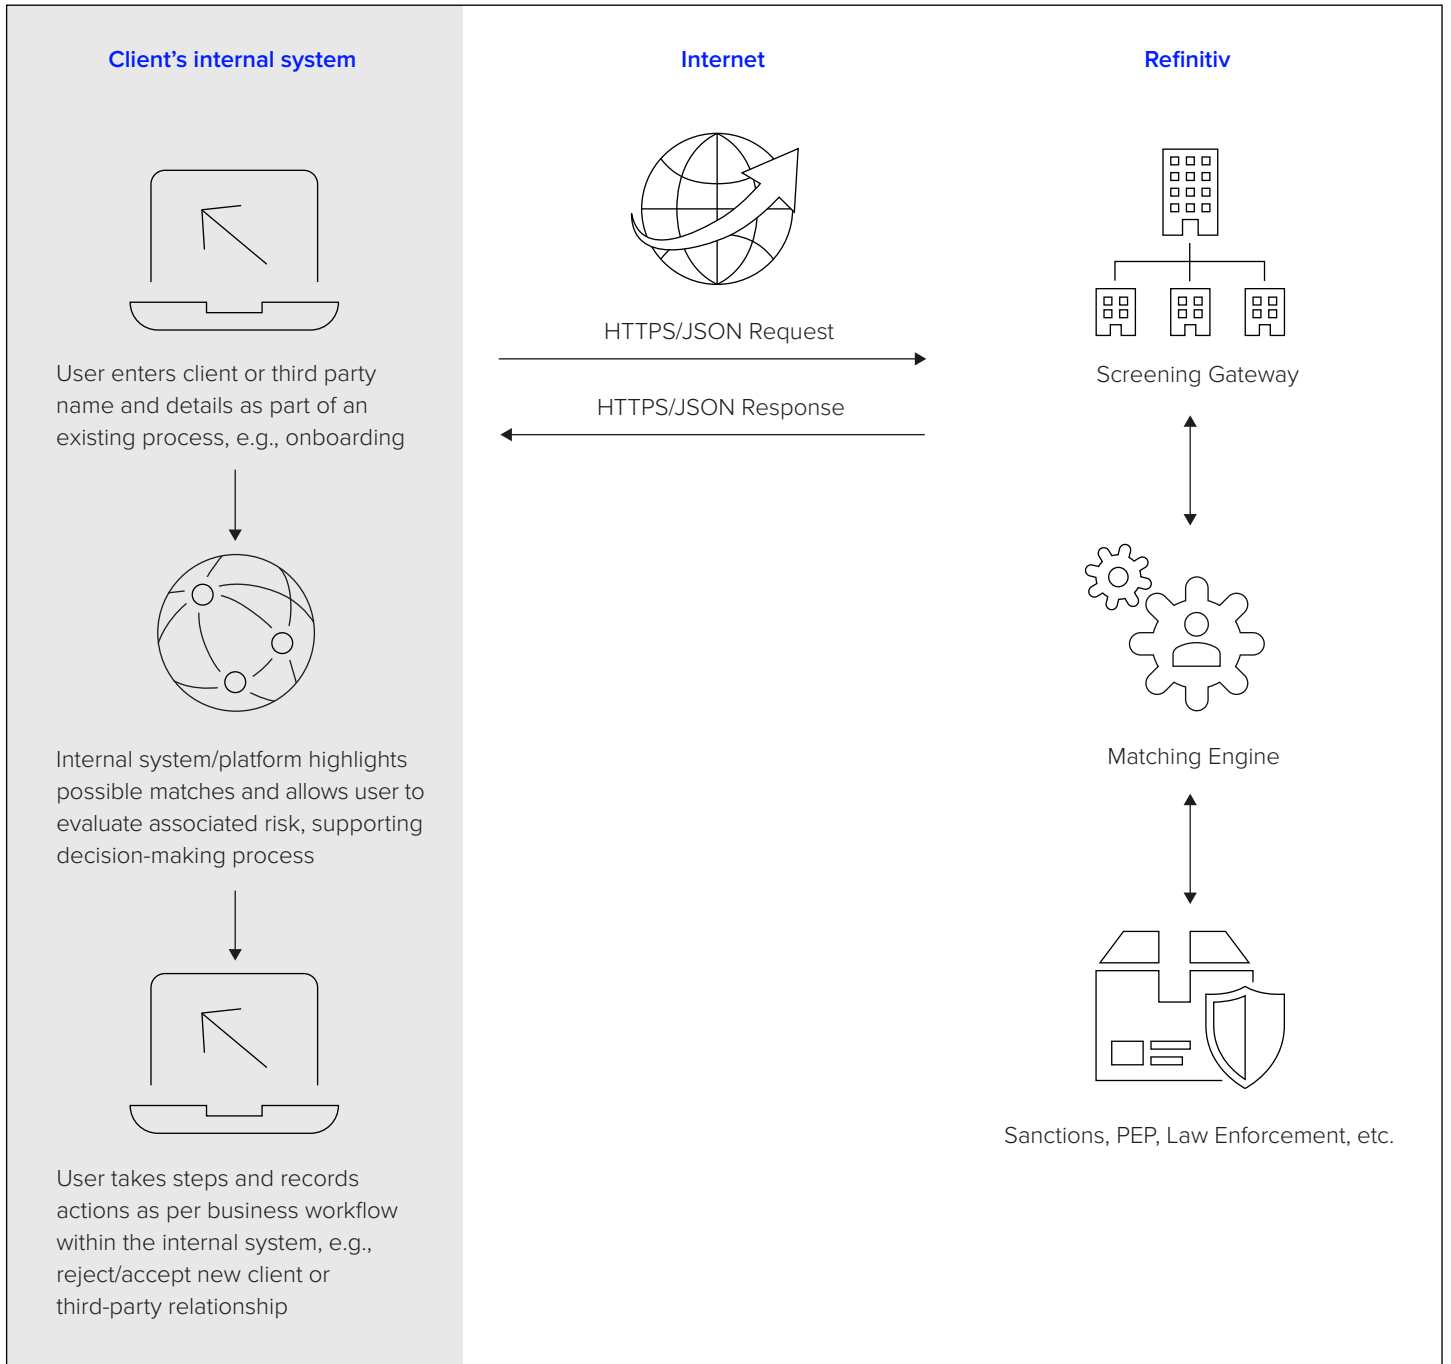 Client’s internal system
User enters client or third party
name and details as part of an
existing process, e.g., onboarding
Internal system/platform highlights
possible matches and allows user to
evaluate associated risk, supporting
decision-making process
User takes steps and records
actions as per business workflow
within the internal system, e.g.,
reject/accept new client or
third-party relationship
Internet
HTTPS/JSON Request
HTTPS/JSON Response
Refinitiv
Screening Gateway
Matching Engine
Sanctions, PEP, Law Enforcement, etc.